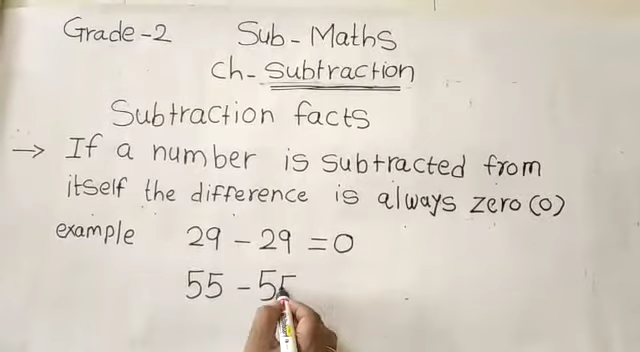 Grade-2 Sub-Maths
Ch-Subtraction
Subtraction facts
→ If a number is subtracted from
itself the difference is always zero (0)
example 29 - 29 = 0
55 - 55